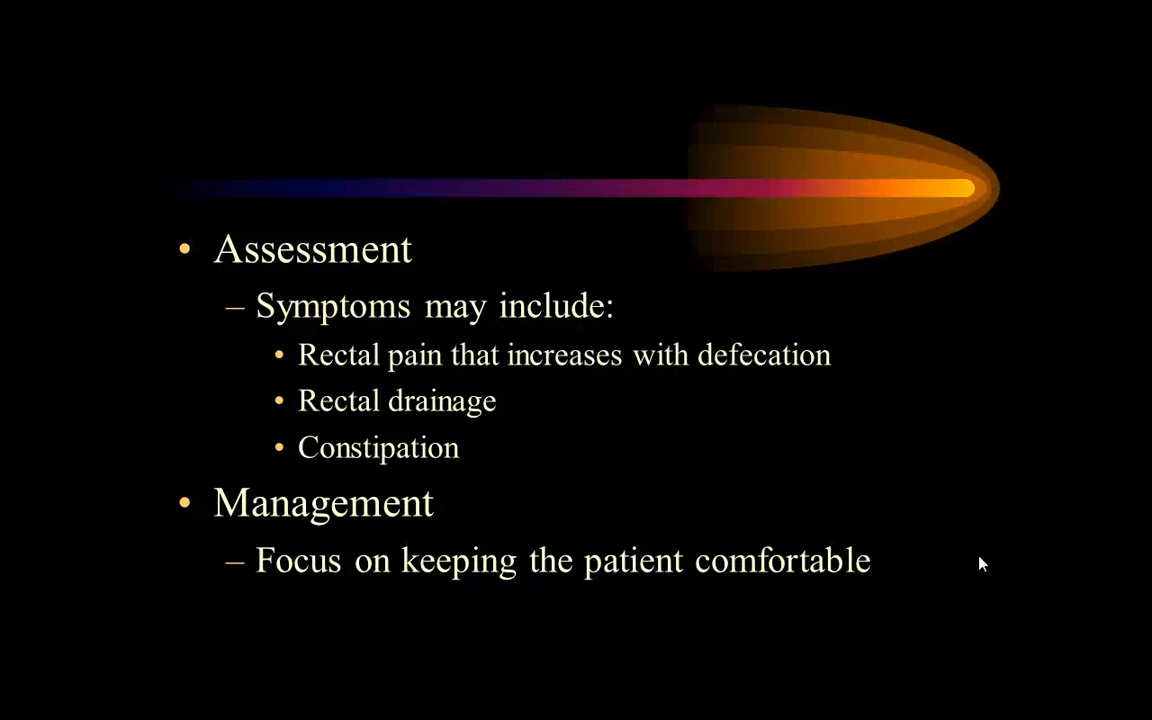 • Assessment
– Symptoms may include:
• Rectal pain that increases with defecation
• Rectal drainage
• Constipation
• Management
– Focus on keeping the patient comfortable